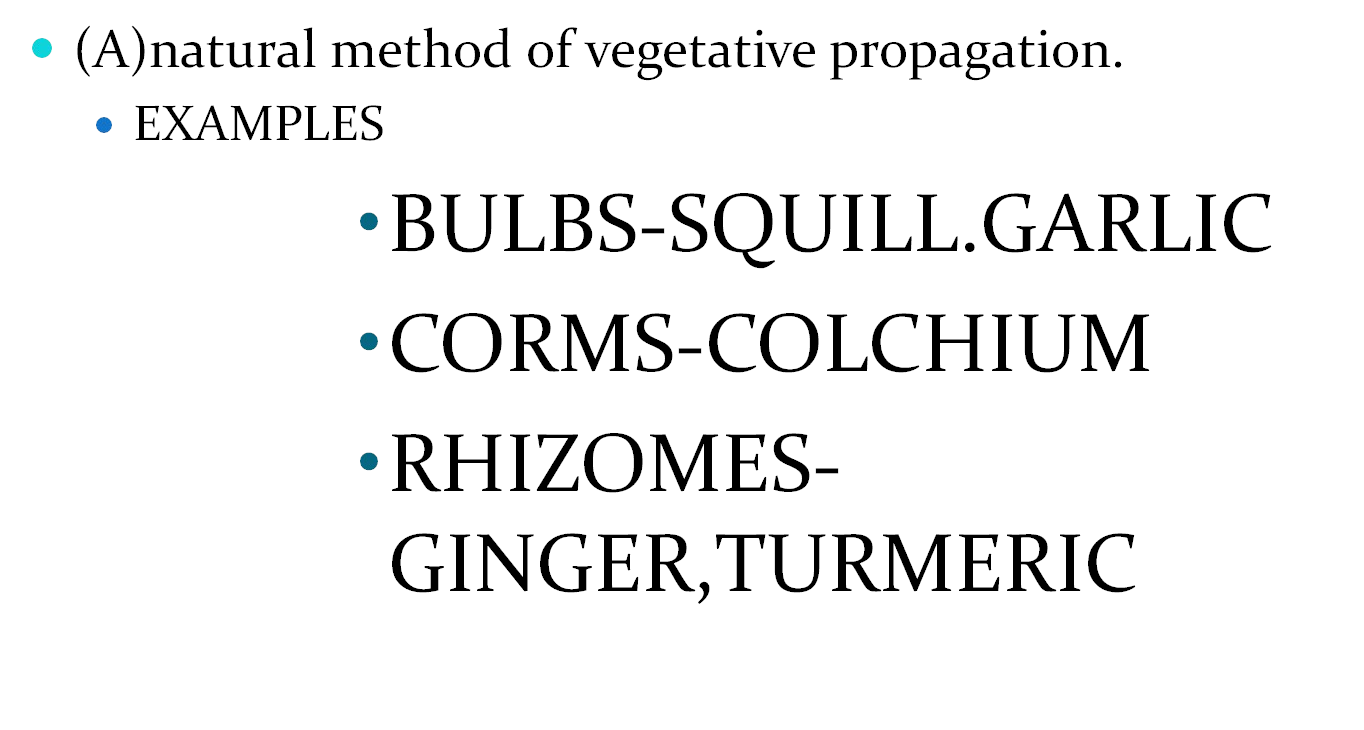 • (A)natural method of vegetative propagation.
• EXAMPLES
• BULBS-SQUILL.GARLIC
• CORMS-COLCHIUM
• RHIZOMES-
GINGER,TURMERIC